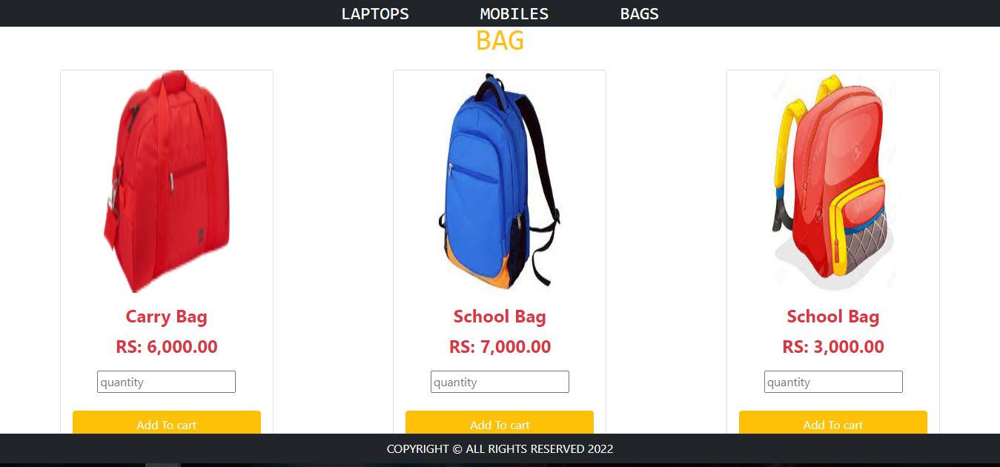 LAPTOPS MOBILES BAGS
BAG
Carry Bag
RS: 6,000.00
quantity
Add To cart
School Bag
RS: 7,000.00
quantity
Add To cart
School Bag
RS: 3,000.00
quantity
Add To cart
COPYRIGHT © ALL RIGHTS RESERVED 2022